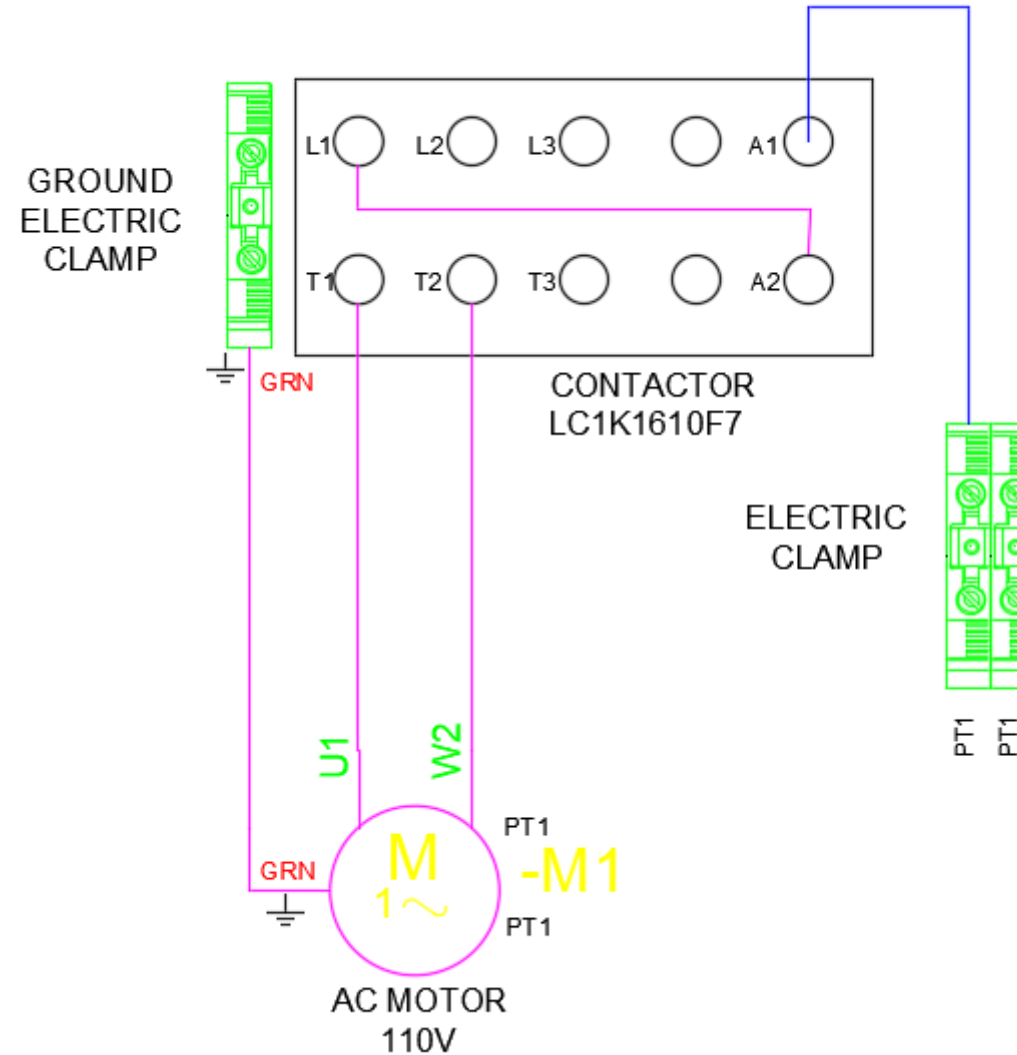 L1
L2
L3
A1
GROUND
ELECTRIC
CLAMP
T1
T2
T3
A2
GRN
CONTACTOR
LC1K1610F7
ELECTRIC
CLAMP
PT1
PT1
U1
W2
M
1~
PT1
-M1
PT1
GRN
AC MOTOR
110V